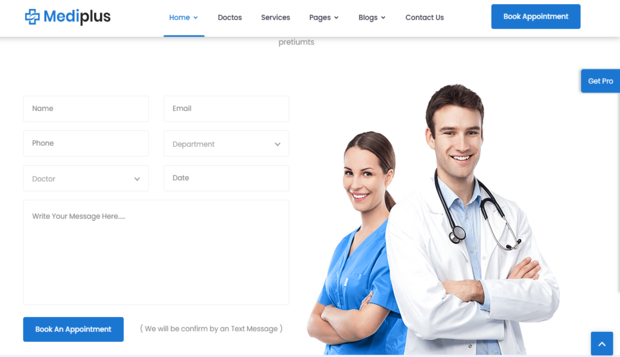 Mediplus
Home Doctos Services Pages Blogs Contact Us
Book Appointment
pretiumts
Get Pro
Name
Email
Phone
Department
Doctor
Date
Write Your Message Here.....
Book An Appointment
( We will be confirm by an Text Message )